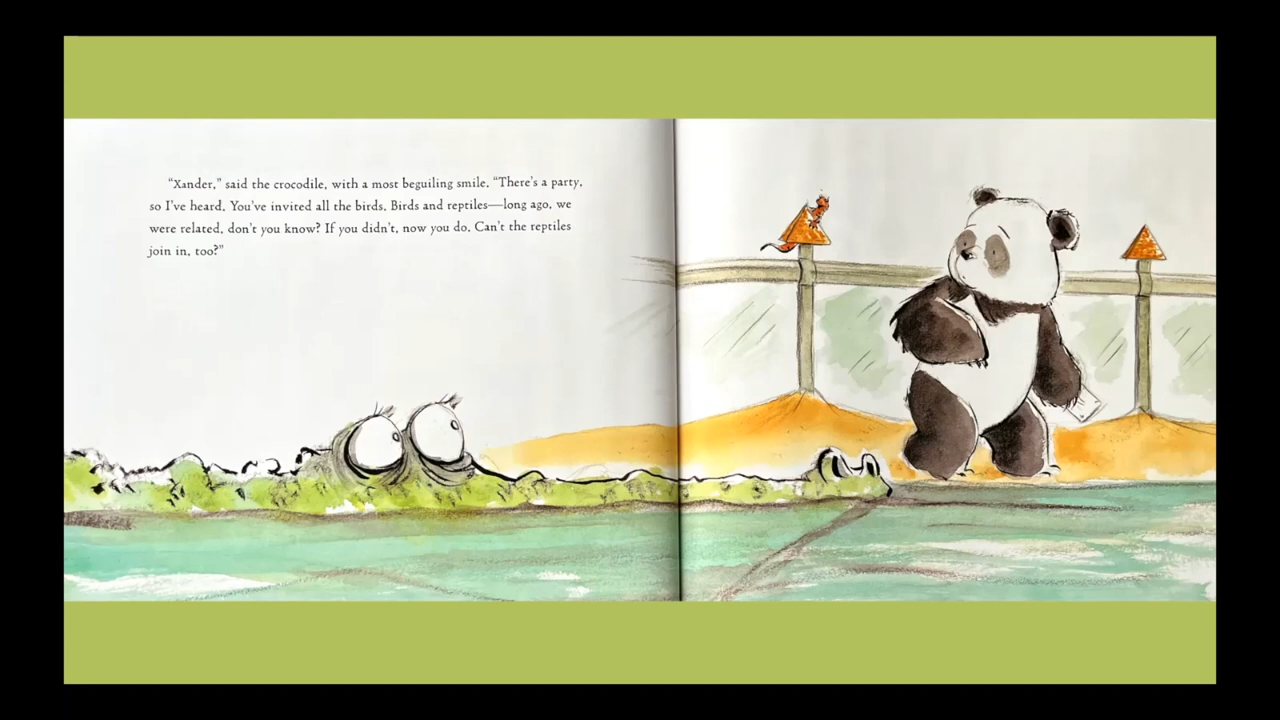 “Xander,” said the crocodile, with a most beguiling smile. “There’s a party,
so I’ve heard. You’ve invited all the birds. Birds and reptiles—long ago, we
were related, don’t you know? If you didn’t, now you do. Can’t the reptiles
join in, too?”